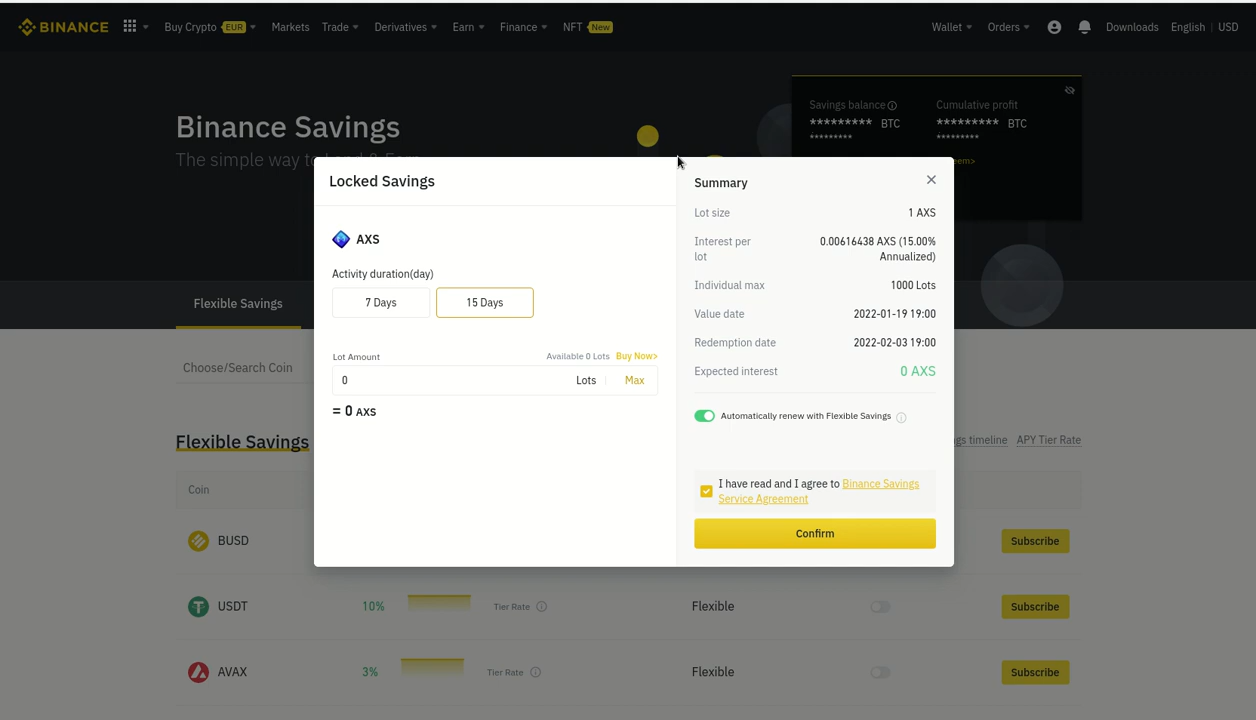 BINANCE
Buy Crypto EUR Markets Trade Derivatives Earn Finance NFT New Wallet Orders Downloads English | USD
Savings balance Cumulative profit
Binance Savings
********* BTC ********* BTC
********* *********
The simple way to Lend & Earn
eem>
Locked Savings
AXS
Activity duration(day)
7 Days 15 Days
Lot Amount Available 0 Lots Buy Now>
0 Lots Max
= 0 AXS
Summary
Lot size 1 AXS
Interest per lot 0.00616438 AXS (15.00% Annualized)
Individual max 1000 Lots
Value date 2022-01-19 19:00
Redemption date 2022-02-03 19:00
Expected interest 0 AXS
Automatically renew with Flexible Savings
I have read and I agree to Binance Savings
Service Agreement
Confirm
Flexible Savings
Choose/Search Coin
Flexible Savings
gs timeline APY Tier Rate
Coin
BUSD Subscribe
USDT 10% Tier Rate Flexible Subscribe
AVAX 3% Tier Rate Flexible Subscribe